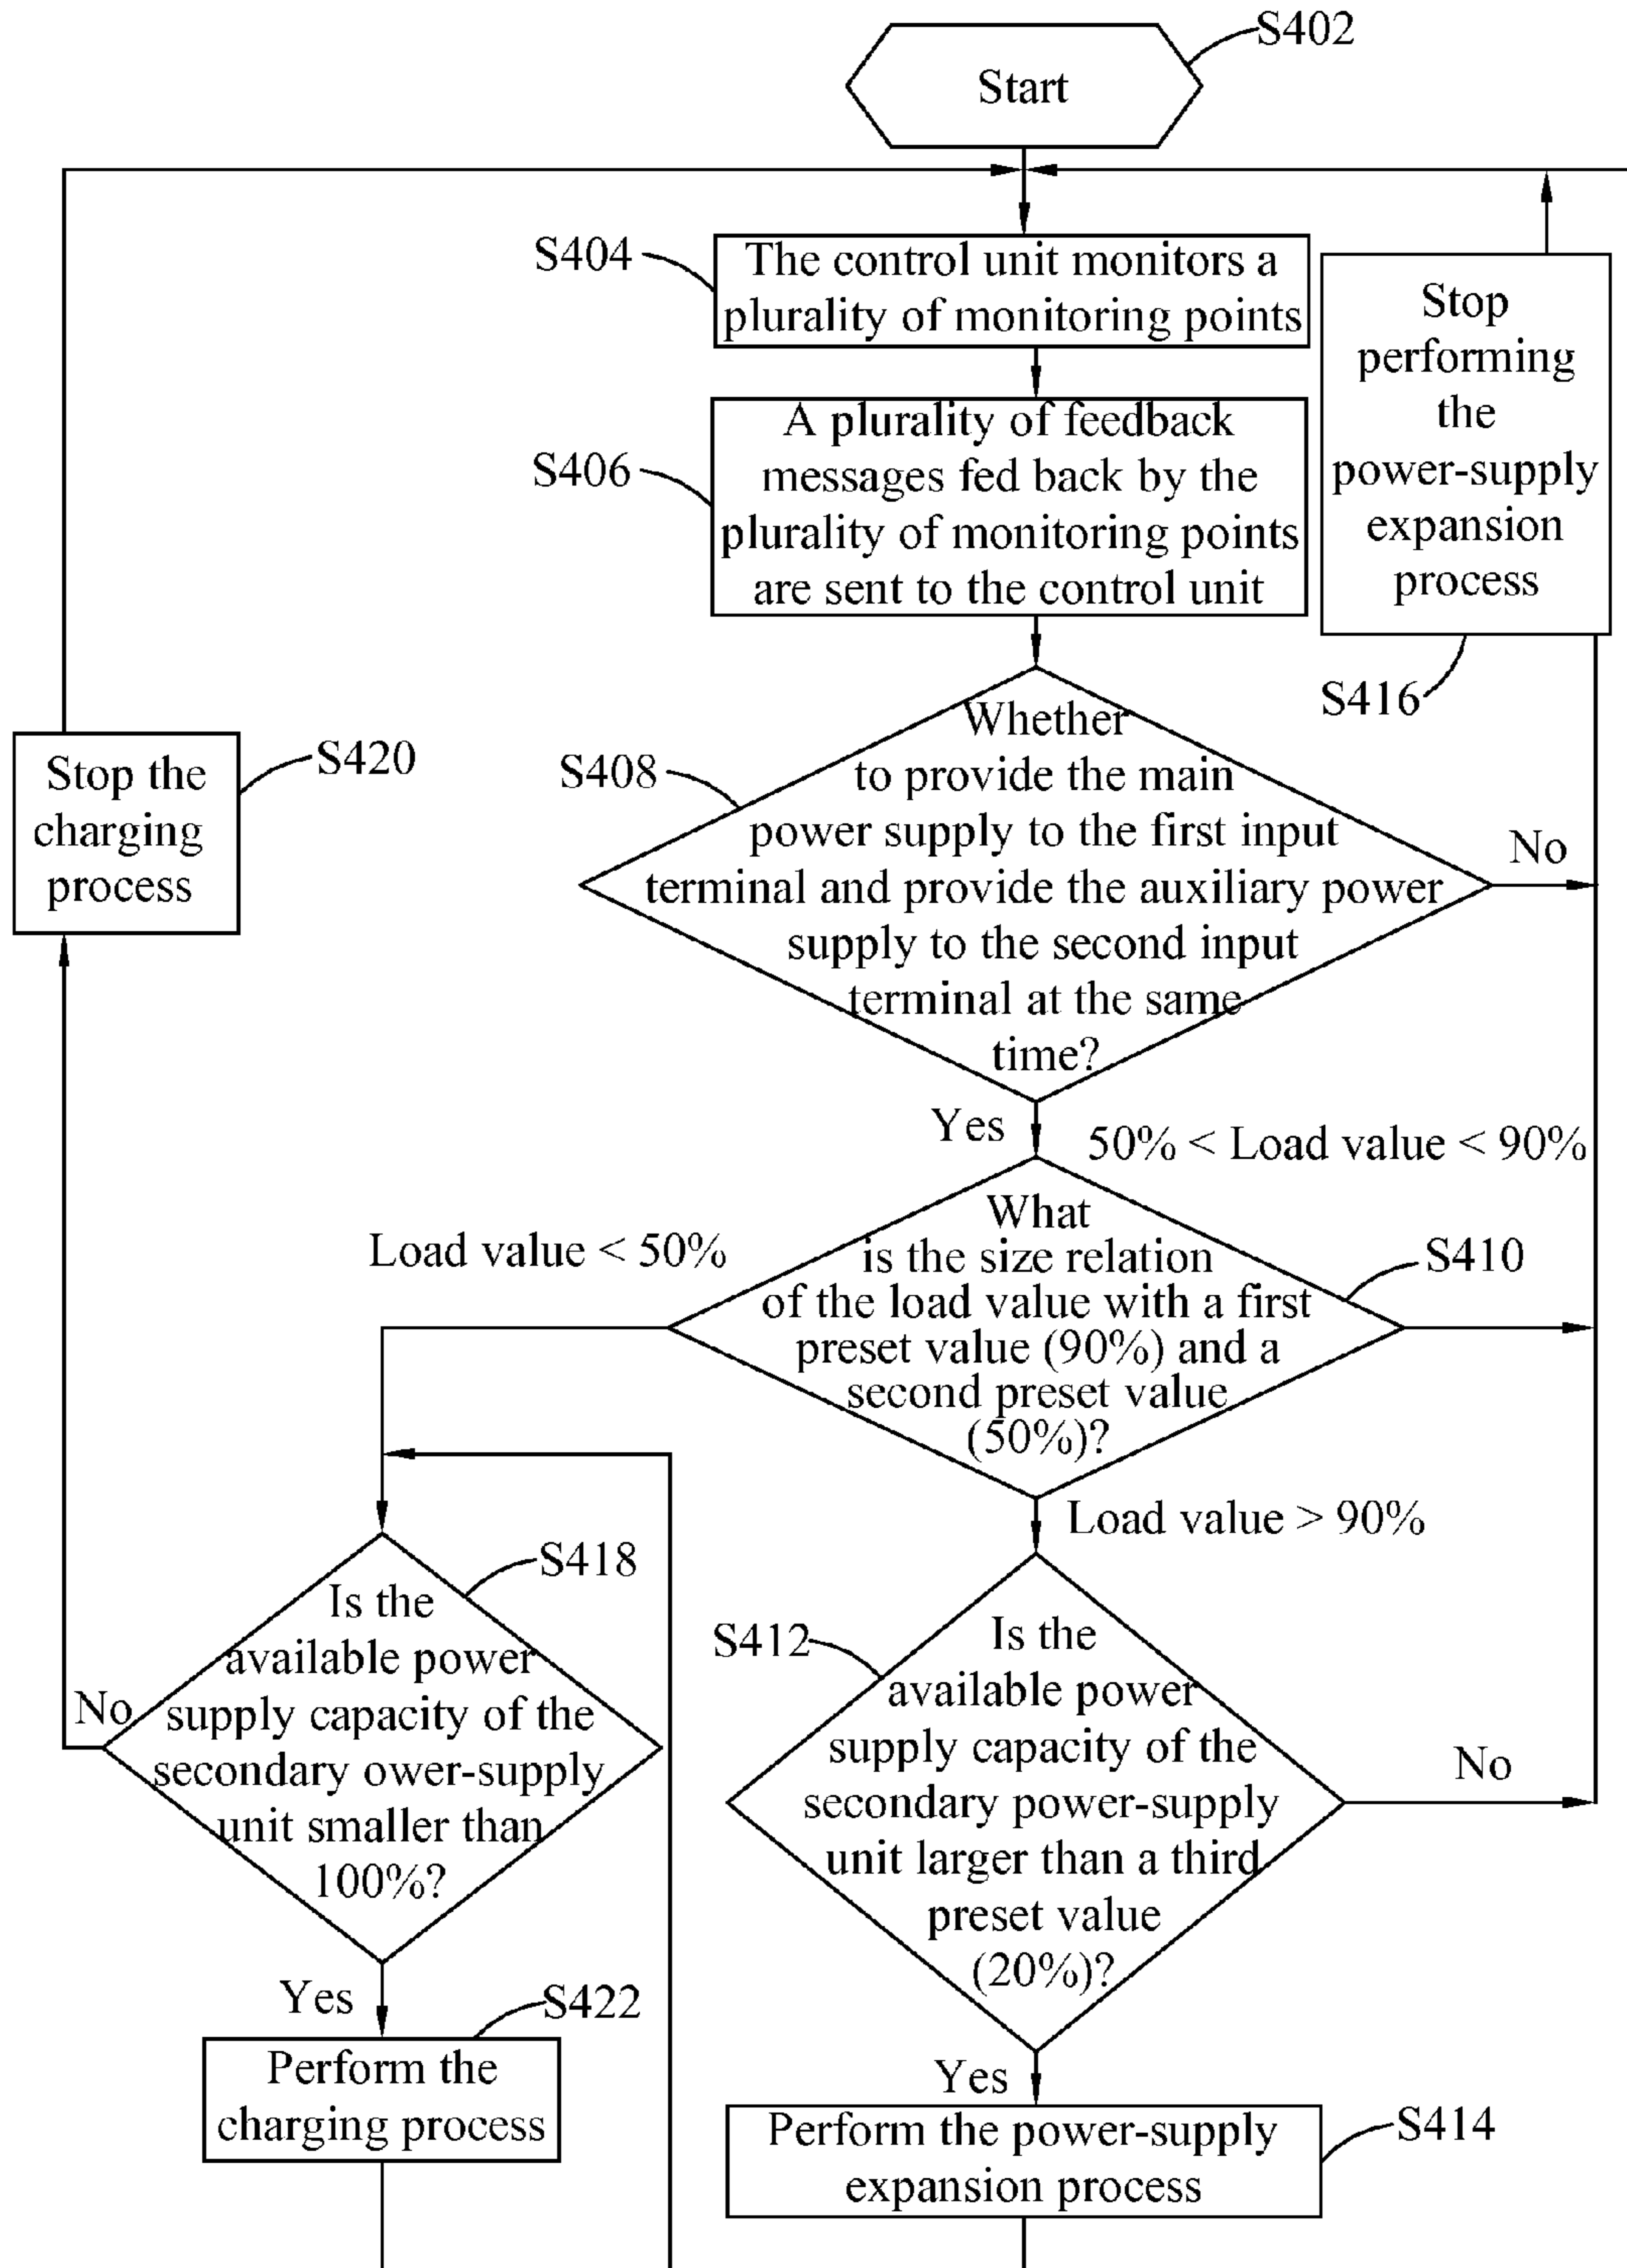 S402
Start
S404
The control unit monitors a
plurality of monitoring points
S406
A plurality of feedback
messages fed back by the
plurality of monitoring points
are sent to the control unit
Stop
performing
the
power-supply
expansion
process
S416
S408
Whether
to provide the main
power supply to the first input
terminal and provide the auxiliary power
supply to the second input
terminal at the same
time?
No
Yes
Stop the
charging
process
S420
50% < Load value < 90%
Load value < 50%
What
is the size relation
of the load value with a first
preset value (90%) and a
second preset value
(50%)?
S410
Load value > 90%
S418
Is the
available power
supply capacity of the
secondary ower-supply
unit smaller than
100%?
No
Yes
S412
Is the
available power
supply capacity of the
secondary power-supply
unit larger than a third
preset value
(20%)?
No
Yes
S422
Perform the
charging process
Perform the power-supply
expansion process
S414